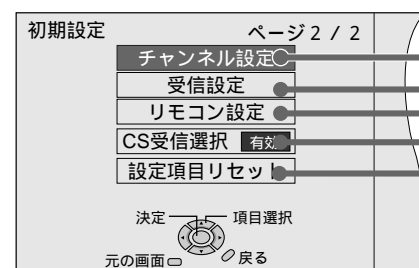 初期設定 ページ2 / 2
チャンネル設定
受信設定
リモコン設定
CS受信選択 有効
設定項目リセット
決定 項目選択
元の画面 戻る